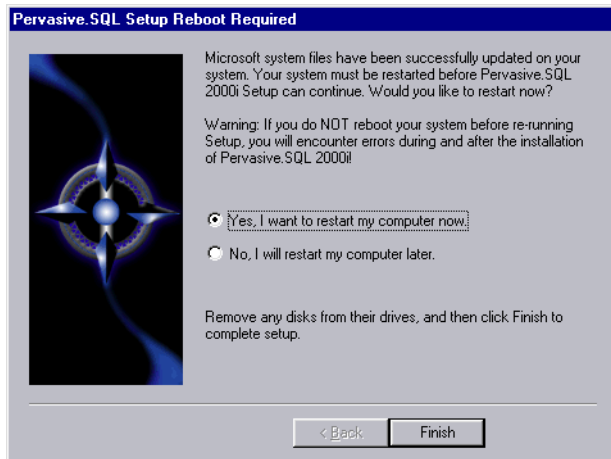 Pervasive.SQL Setup Reboot Required
Microsoft system files have been successfully updated on your
system. Your system must be restarted before Pervasive.SQL
2000i Setup can continue. Would you like to restart now?
Warning: If you do NOT reboot your system before re-running
Setup, you will encounter errors during and after the installation
of Pervasive.SQL 2000i!
Yes, I want to restart my computer now.
No, I will restart my computer later.
Remove any disks from their drives, and then click Finish to
complete setup.
< Back
Finish